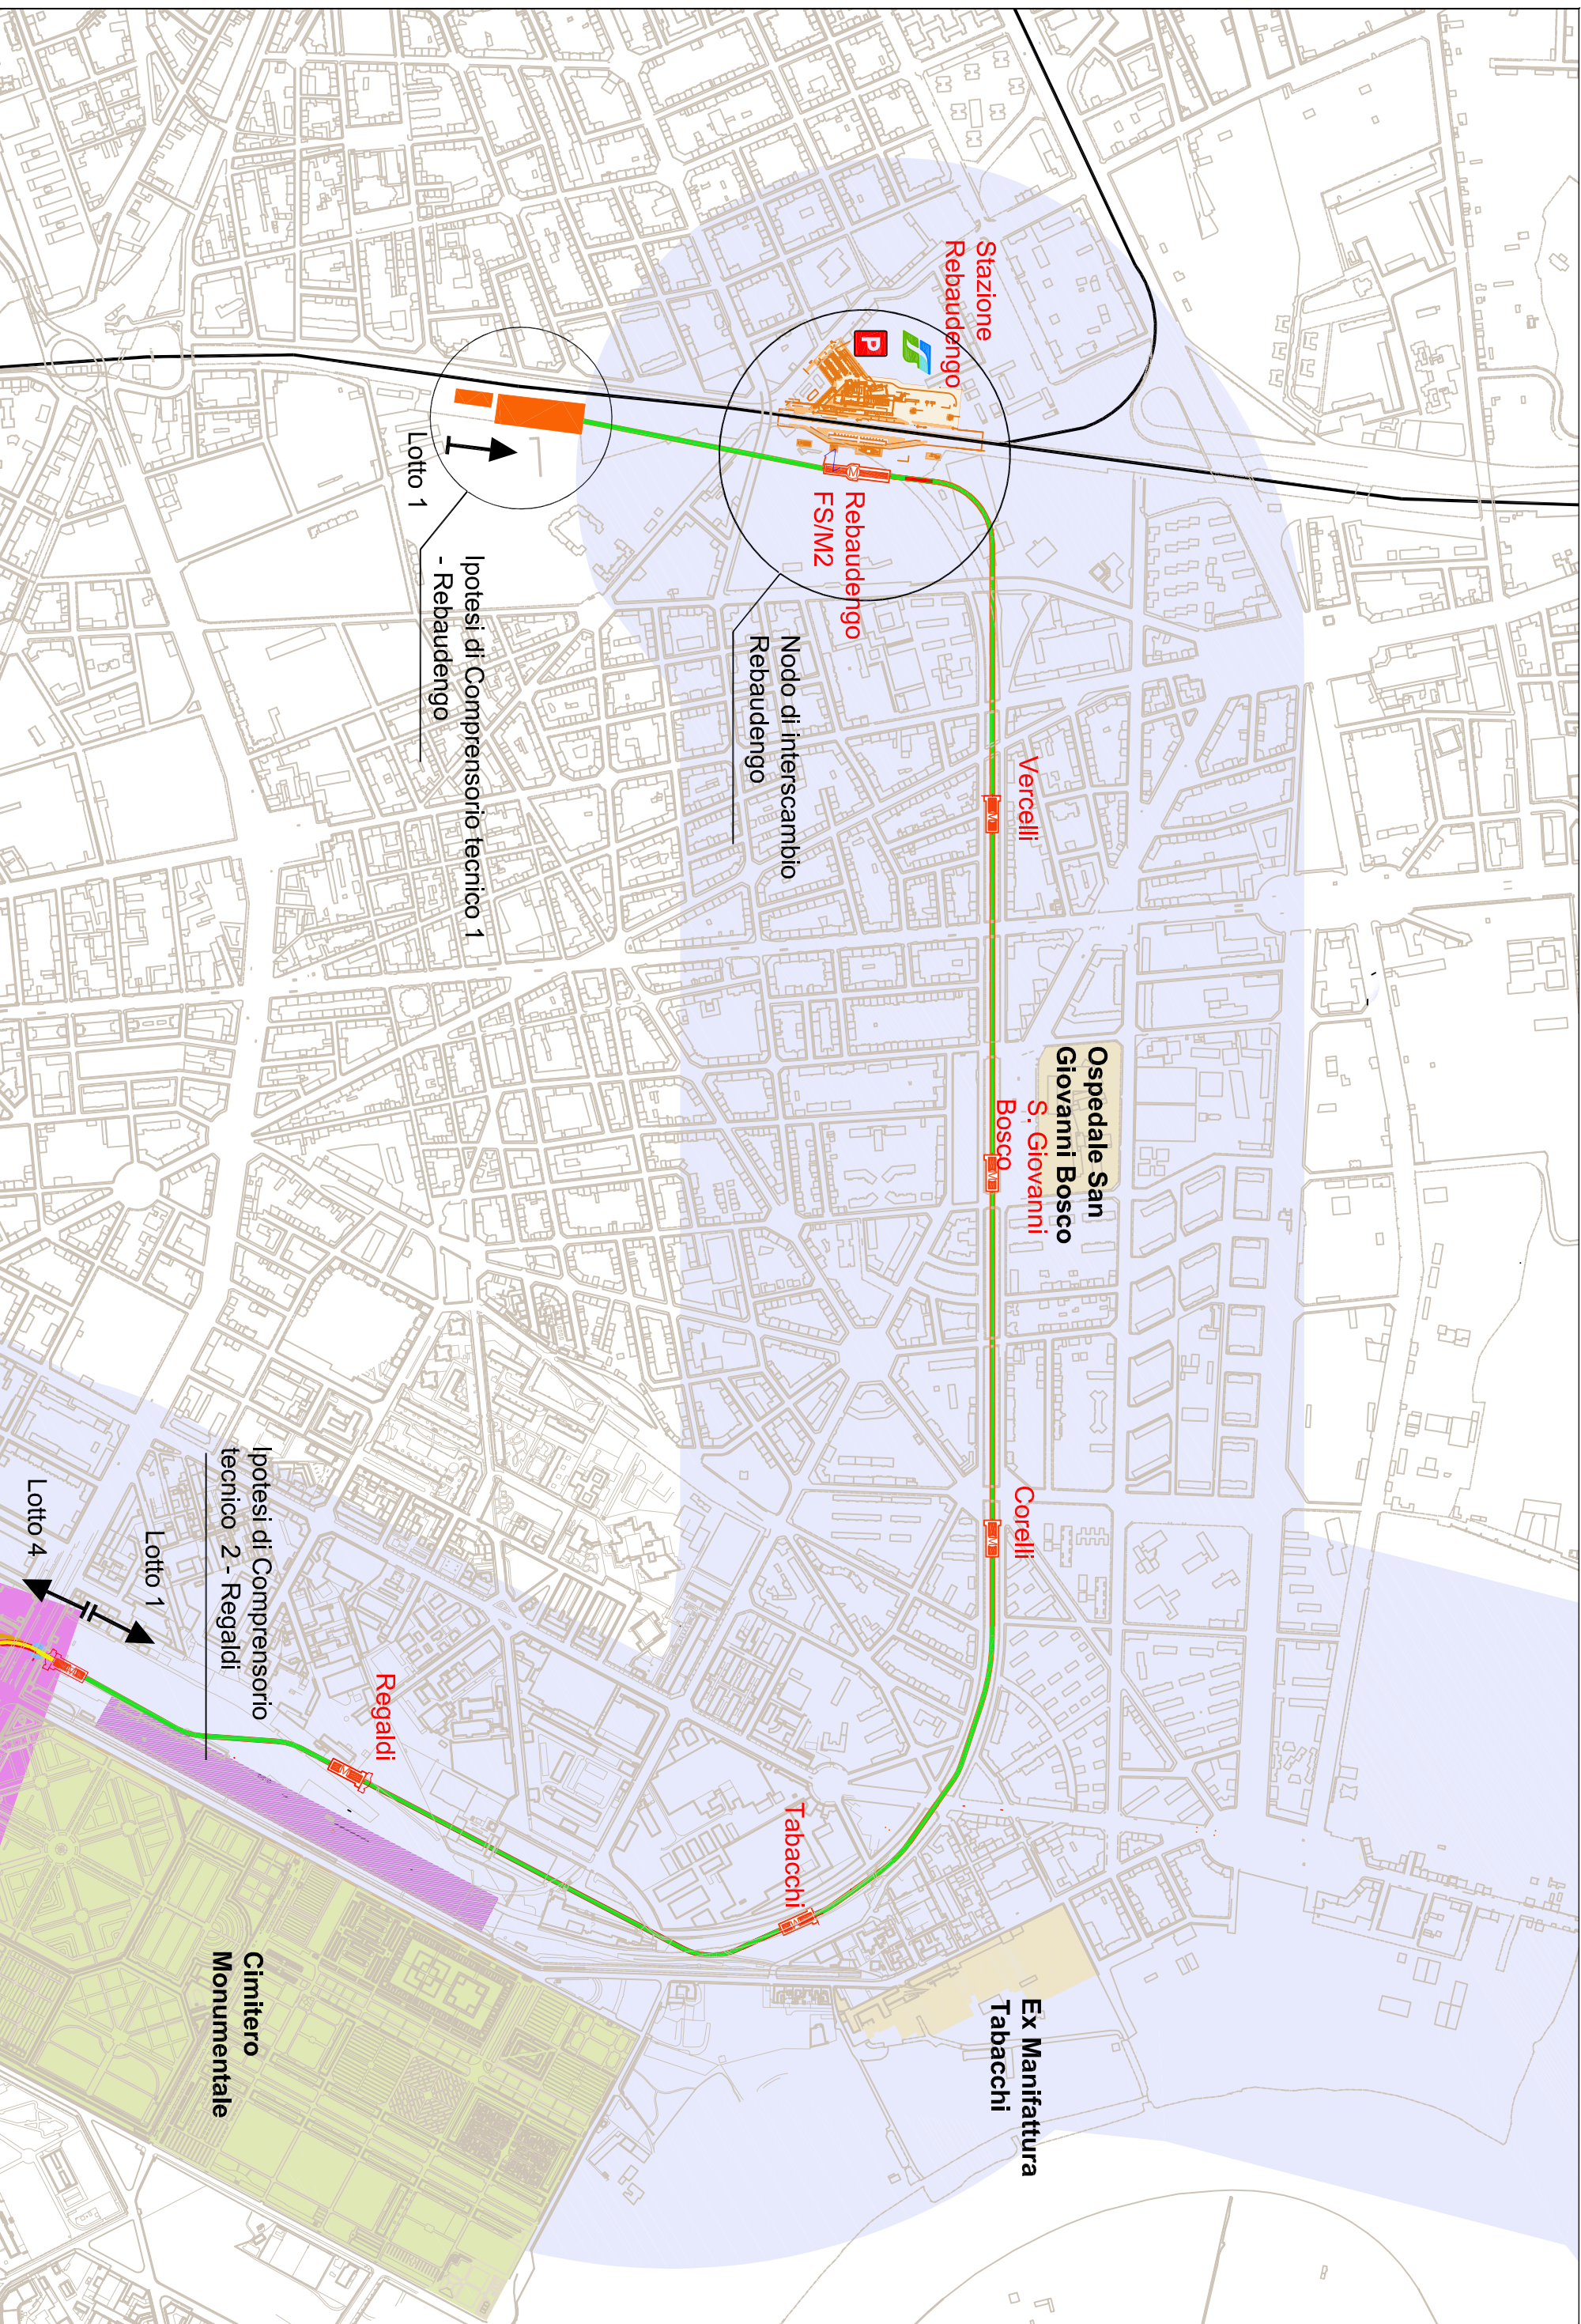 Stazione
Rebaudengo
P
M
Rebaudengo
FS/M2
Lotto 1
Ipotesi di Comprensorio tecnico 1
- Rebaudengo
Nodo di interscambio
Rebaudengo
Vercelli
M
Ospedale San
Giovanni Bosco
S. Giovanni
Bosco
M
Corelli
M
Tabacchi
M
Ex Manifattura
Tabacchi
Regaldi
M
Ipotesi di Comprensorio
tecnico 2 - Regaldi
Lotto 1
Lotto 4
M
Cimitero
Monumentale